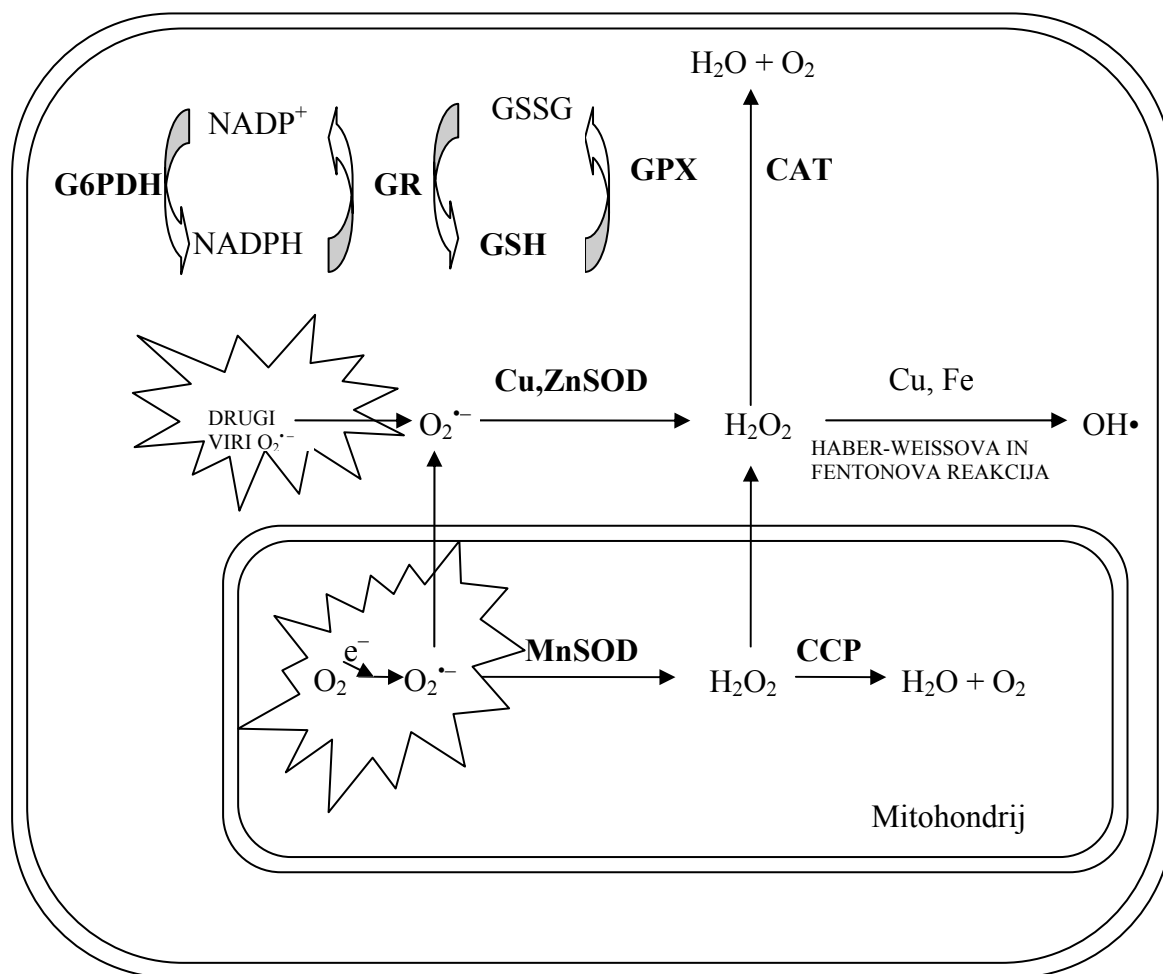 H₂O + O₂
NADP⁺
GSSG
G6PDH
GR
GPX
CAT
NADPH
GSH
DRUGI
VIRI O₂•⁻
O₂•⁻
Cu,ZnSOD
H₂O₂
Cu, Fe
HABER-WEISSOVA IN
FENTONOVA REAKCIJA
OH•
e⁻
O₂
O₂•⁻
MnSOD
H₂O₂
CCP
H₂O + O₂
Mitohondrij